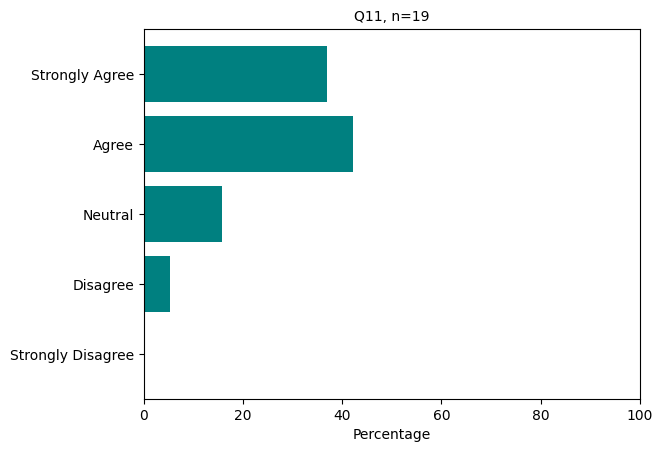 Q11, n=19
Strongly Agree
Agree
Neutral
Disagree
Strongly Disagree
0 20 40 60 80 100
Percentage